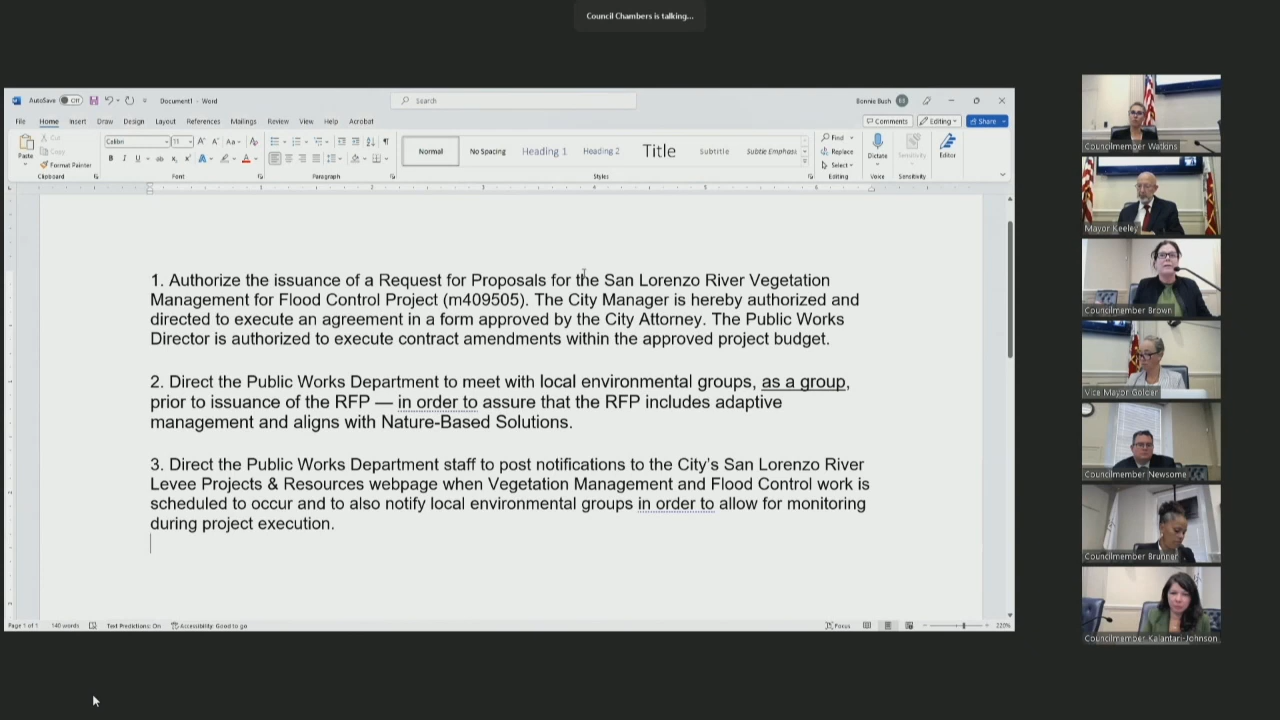 Council Chambers is talking...
AutoSave Off Document1 - Word Search Bonnie Bush BB
File Home Insert Draw Design Layout References Mailings Review View Help Acrobat Comments Editing Share
Paste Cut Copy Format Painter
Calibri 11
Normal No Spacing Heading 1 Heading 2 Title Subtitle Subtle Emphasis
Find Replace Select Dictate Sensitivity Editor
Clipboard Font Paragraph Styles Editing Voice Sensitivity
1. Authorize the issuance of a Request for Proposals for the San Lorenzo River Vegetation
Management for Flood Control Project (m409505). The City Manager is hereby authorized and
directed to execute an agreement in a form approved by the City Attorney. The Public Works
Director is authorized to execute contract amendments within the approved project budget.
2. Direct the Public Works Department to meet with local environmental groups, as a group,
prior to issuance of the RFP — in order to assure that the RFP includes adaptive
management and aligns with Nature-Based Solutions.
3. Direct the Public Works Department staff to post notifications to the City's San Lorenzo River
Levee Projects & Resources webpage when Vegetation Management and Flood Control work is
scheduled to occur and to also notify local environmental groups in order to allow for monitoring
during project execution.
Page 1 of 1 140 words Text Predictions: On Accessibility: Good to go Focus 220%
Councilmember Watkins
Mayor Keeley
Councilmember Brown
Vice Mayor Golder
Councilmember Newsome
Councilmember Brunner
Councilmember Kalantari-Johnson